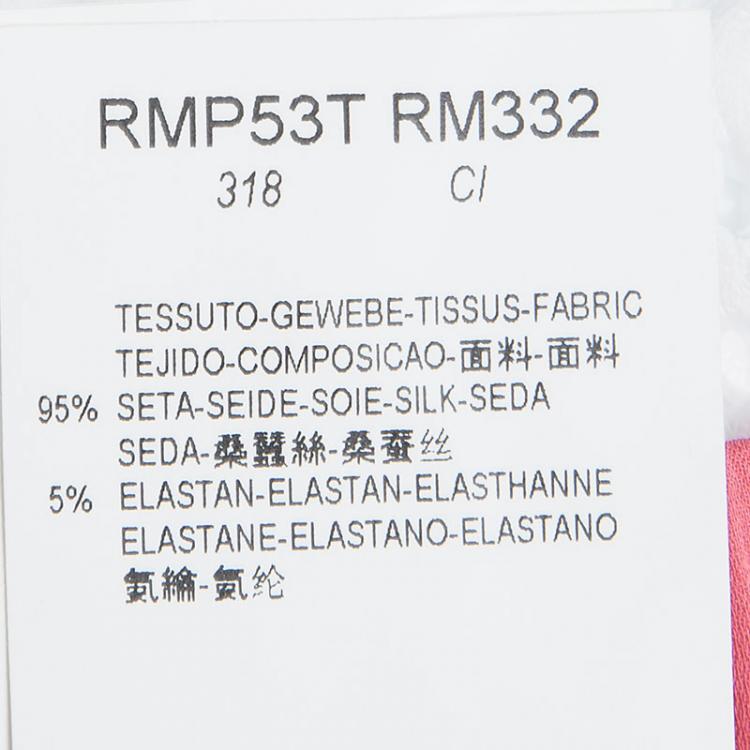 RMP53T RM332
318 CI
TESSUTO-GEWEBE-TISSUS-FABRIC
TEJIDO-COMPOSICAO-面料-面料
95% SETA-SEIDE-SOIE-SILK-SEDA
SEDA-桑蠶絲-桑蚕丝
5% ELASTAN-ELASTAN-ELASTHANNE
ELASTANE-ELASTANO-ELASTANO
氨綸-氨纶